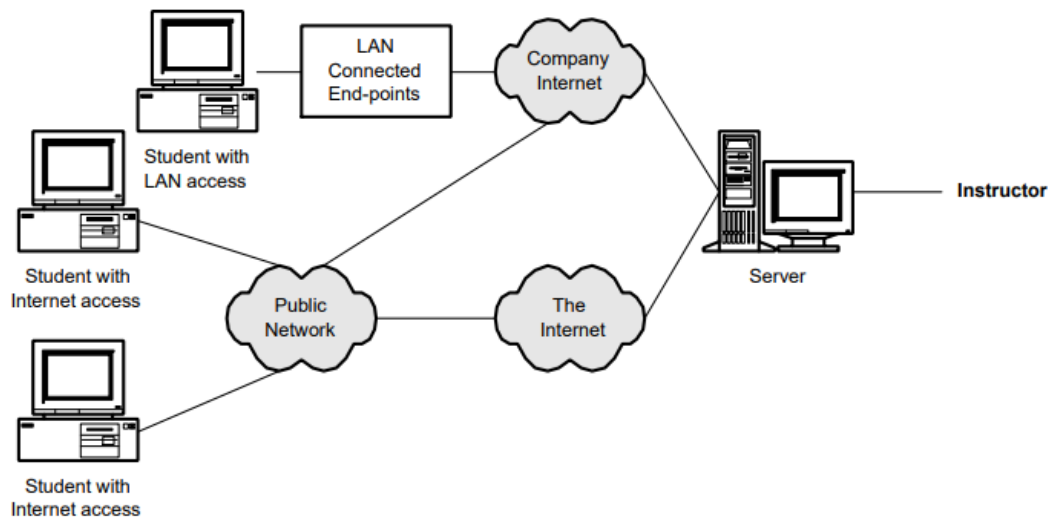 LAN
Connected
End-points
Company
Internet
Student with
LAN access
Instructor
Student with
Internet access
Server
Public
Network
The
Internet
Student with
Internet access